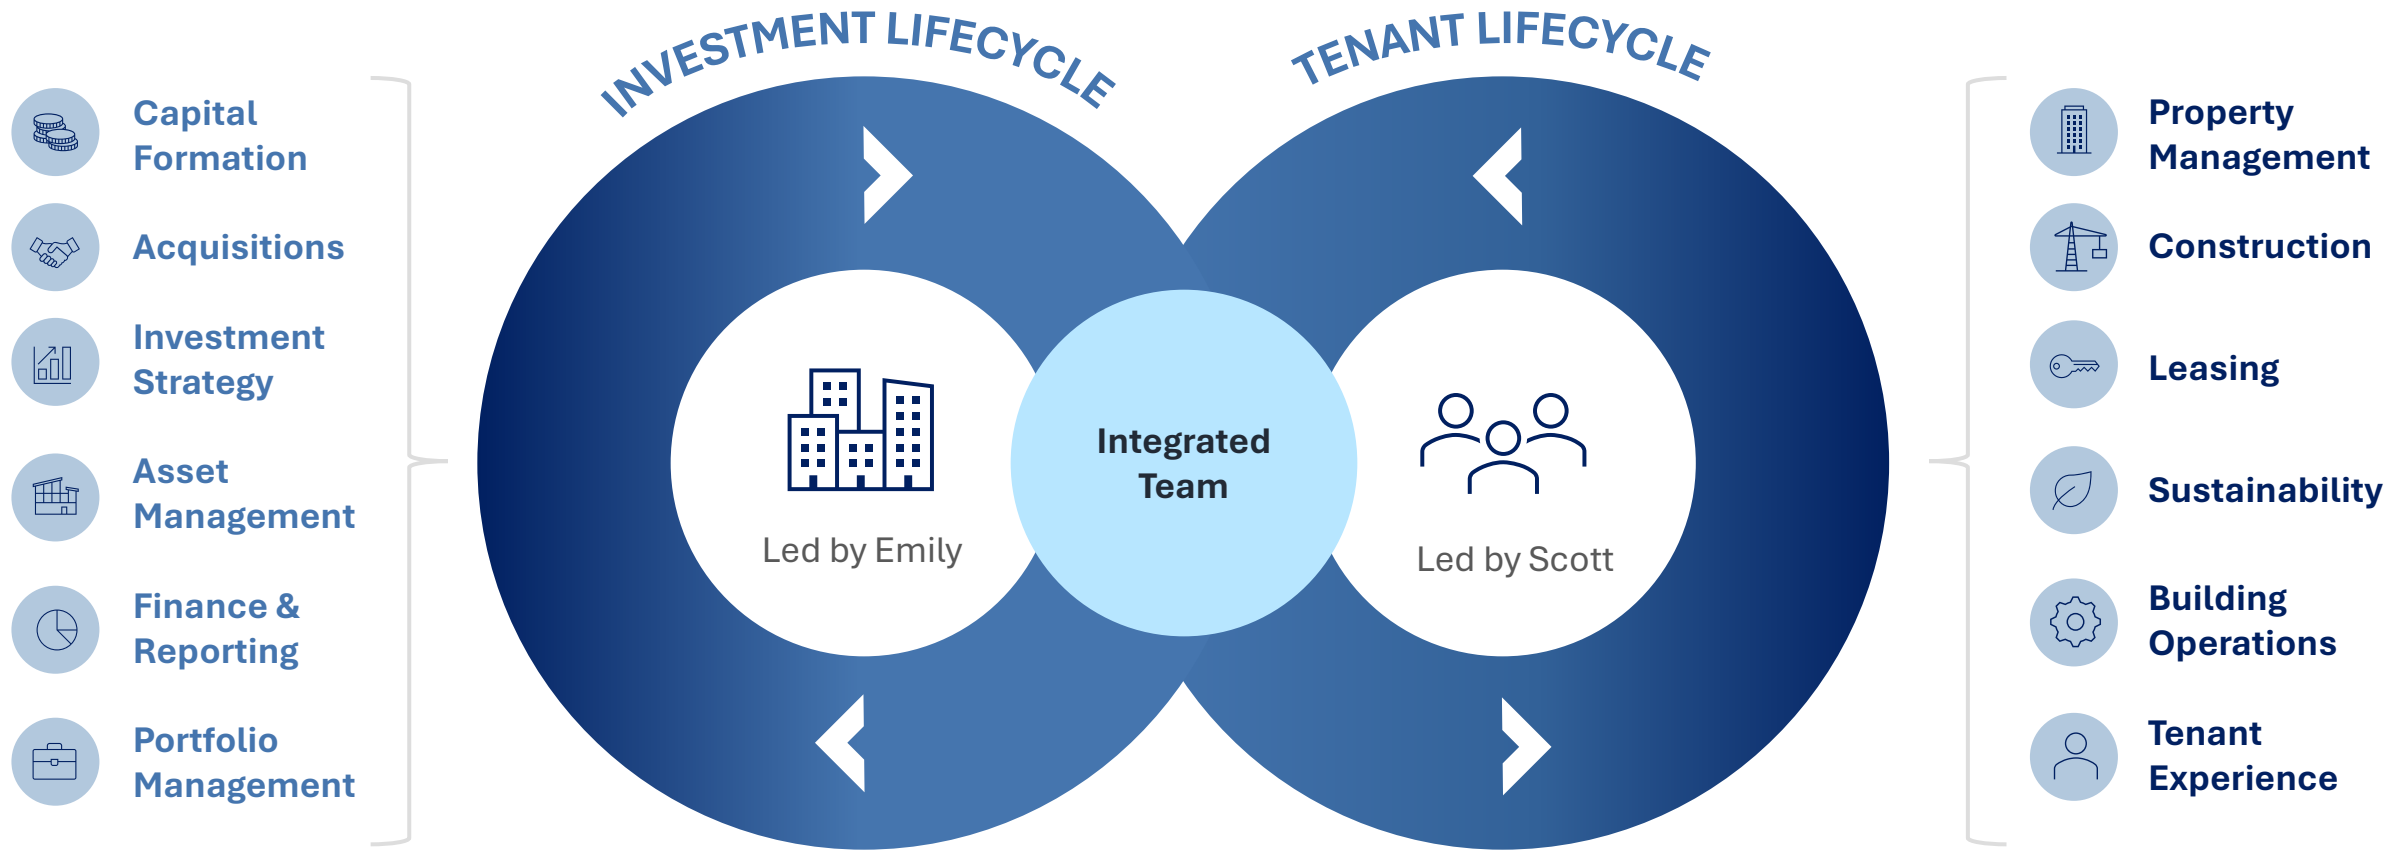 INVESTMENT LIFECYCLE
TENANT LIFECYCLE
Capital
Formation
Acquisitions
Investment
Strategy
Asset
Management
Finance &
Reporting
Portfolio
Management
Led by Emily
Integrated
Team
Led by Scott
Property
Management
Construction
Leasing
Sustainability
Building
Operations
Tenant
Experience